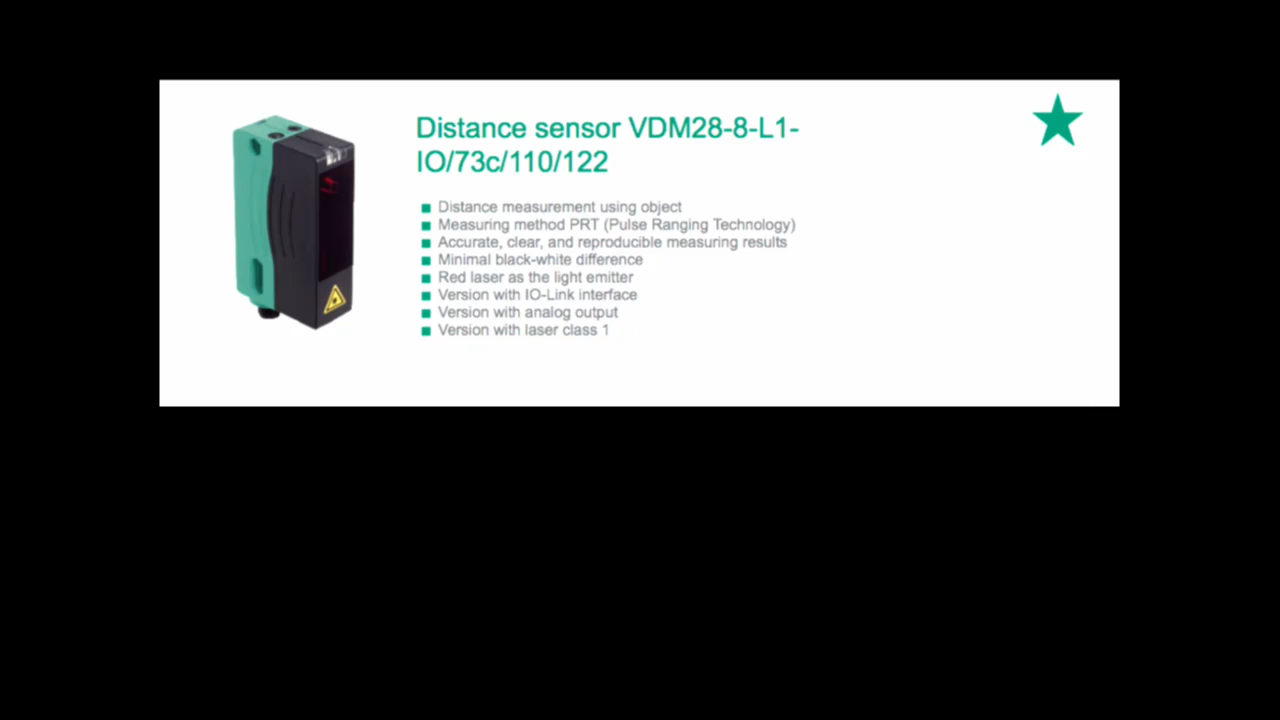 Distance sensor VDM28-8-L1-
IO/73c/110/122
Distance measurement using object
Measuring method PRT (Pulse Ranging Technology)
Accurate, clear, and reproducible measuring results
Minimal black-white difference
Red laser as the light emitter
Version with IO-Link interface
Version with analog output
Version with laser class 1